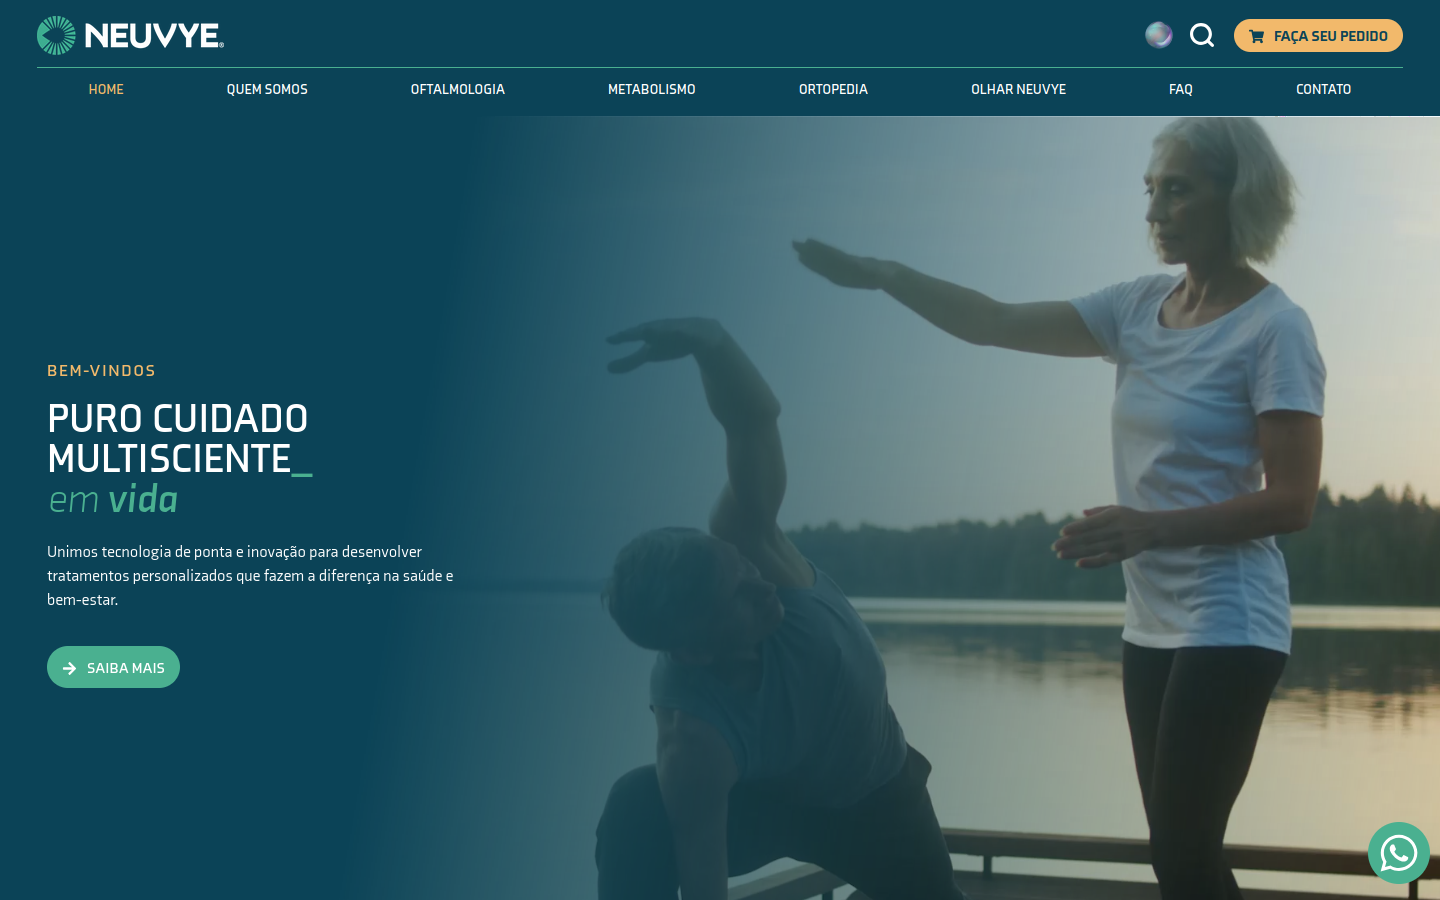 NEUVYE®
FAÇA SEU PEDIDO
HOME
QUEM SOMOS
OFTALMOLOGIA
METABOLISMO
ORTOPEDIA
OLHAR NEUVYE
FAQ
CONTATO
BEM-VINDOS
PURO CUIDADO
MULTISCIENTE_
em vida
Unimos tecnologia de ponta e inovação para desenvolver
tratamentos personalizados que fazem a diferença na saúde e
bem-estar.
SAIBA MAIS